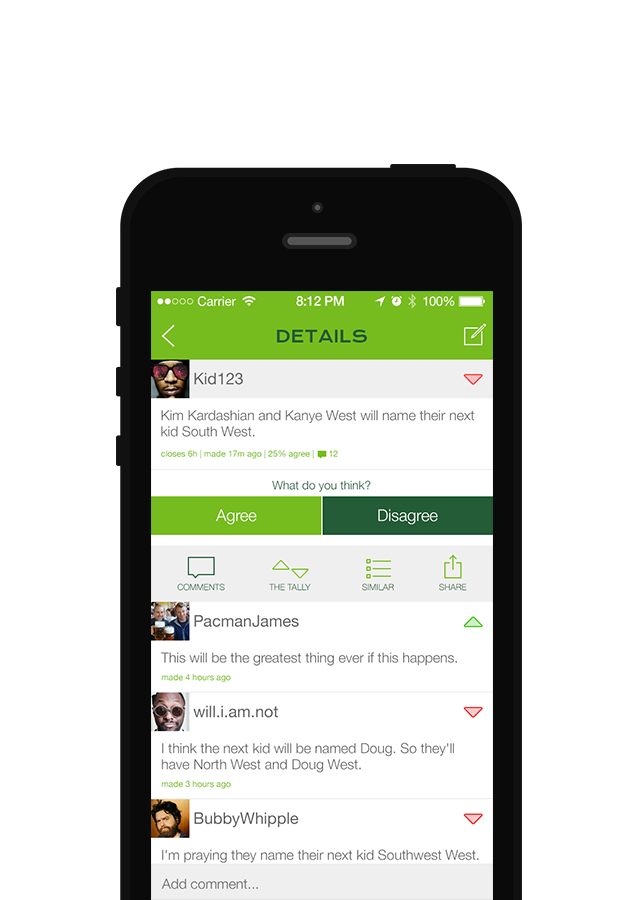 Carrier 8:12 PM 100%
DETAILS
Kid123
Kim Kardashian and Kanye West will name their next
kid South West.
closes 6h | made 17m ago | 25% agree | 12
What do you think?
Agree Disagree
COMMENTS THE TALLY SIMILAR SHARE
PacmanJames
This will be the greatest thing ever if this happens.
made 4 hours ago
will.i.am.not
I think the next kid will be named Doug. So they'll
have North West and Doug West.
made 3 hours ago
BubbyWhipple
I'm praying they name their next kid Southwest West.
Add comment...